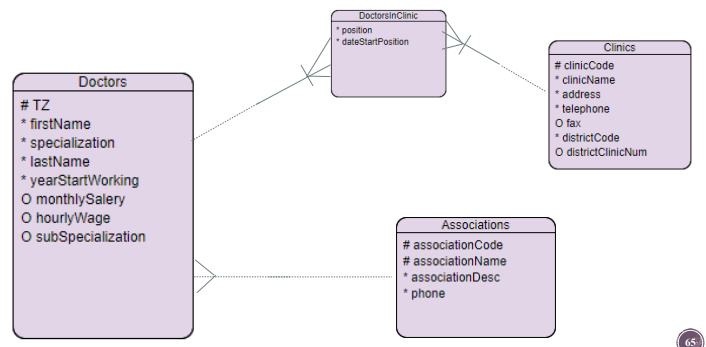 DoctorsInClinic
* position
* dateStartPosition
Clinics
# clinicCode
* clinicName
* address
* telephone
O fax
* districtCode
O districtClinicNum
Doctors
# TZ
* firstName
* specialization
* lastName
* yearStartWorking
O monthlySalery
O hourlyWage
O subSpecialization
Associations
# associationCode
# associationName
* associationDesc
* phone
65